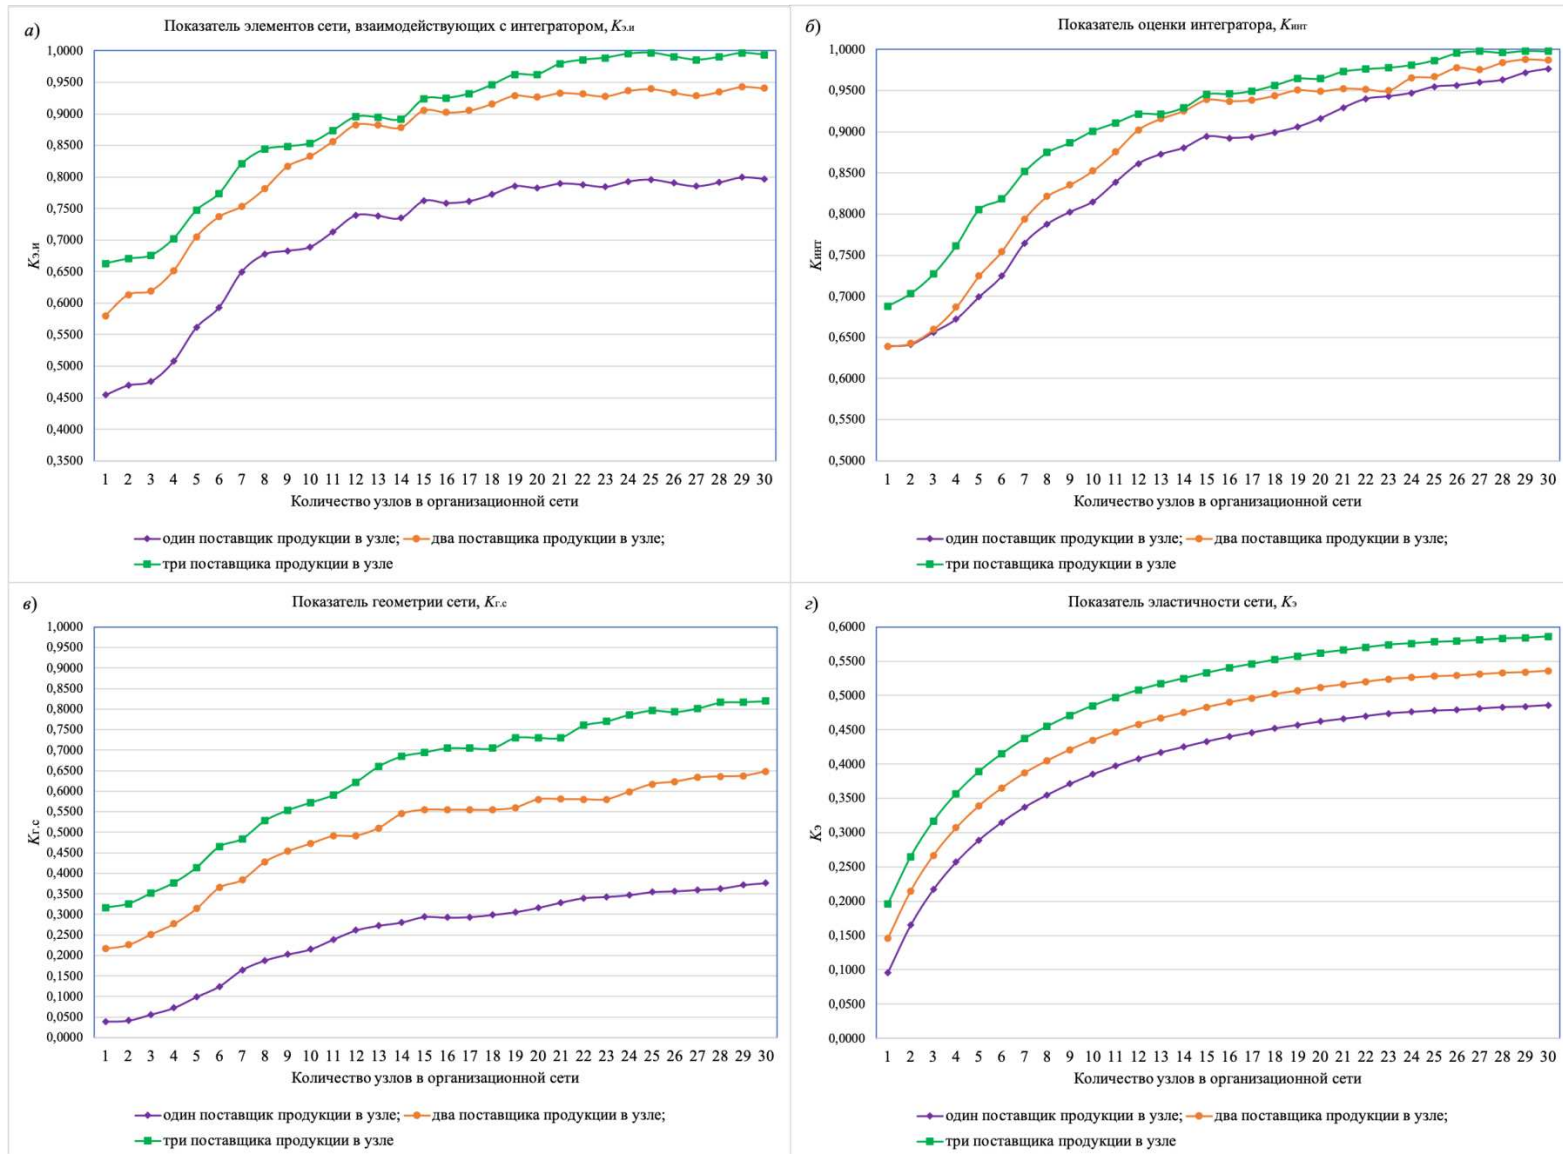 а)
Показатель элементов сети, взаимодействующих с интегратором, Kэ.и
1,0000
0,9500
0,9000
0,8500
0,8000
0,7500
0,7000
0,6500
0,6000
0,5500
0,5000
0,4500
0,4000
0,3500
Kэ.и
1 2 3 4 5 6 7 8 9 10 11 12 13 14 15 16 17 18 19 20 21 22 23 24 25 26 27 28 29 30
Количество узлов в организационной сети
один поставщик продукции в узле; два поставщика продукции в узле;
три поставщика продукции в узле
б)
Показатель оценки интегратора, Kинт
1,0000
0,9500
0,9000
0,8500
0,8000
0,7500
0,7000
0,6500
0,6000
0,5500
0,5000
Kинт
1 2 3 4 5 6 7 8 9 10 11 12 13 14 15 16 17 18 19 20 21 22 23 24 25 26 27 28 29 30
Количество узлов в организационной сети
один поставщик продукции в узле; два поставщика продукции в узле;
три поставщика продукции в узле
в)
Показатель геометрии сети, Kг.с
1,0000
0,9500
0,9000
0,8500
0,8000
0,7500
0,7000
0,6500
0,6000
0,5500
0,5000
0,4500
0,4000
0,3500
0,3000
0,2500
0,2000
0,1500
0,1000
0,0500
0,0000
Kг.с
1 2 3 4 5 6 7 8 9 10 11 12 13 14 15 16 17 18 19 20 21 22 23 24 25 26 27 28 29 30
Количество узлов в организационной сети
один поставщик продукции в узле; два поставщика продукции в узле;
три поставщика продукции в узле
г)
Показатель эластичности сети, Kэ
0,6000
0,5500
0,5000
0,4500
0,4000
0,3500
0,3000
0,2500
0,2000
0,1500
0,1000
0,0500
0,0000
Kэ
1 2 3 4 5 6 7 8 9 10 11 12 13 14 15 16 17 18 19 20 21 22 23 24 25 26 27 28 29 30
Количество узлов в организационной сети
один поставщик продукции в узле; два поставщика продукции в узле;
три поставщика продукции в узле